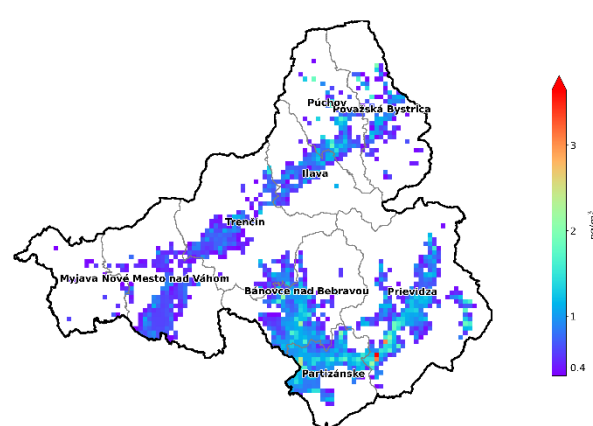 Púchov
Považská Bystrica
Ilava
Trenčín
Myjava
Nové Mesto nad Váhom
Bánovce nad Bebravou
Prievidza
Partizánske
3
2
1
0.4